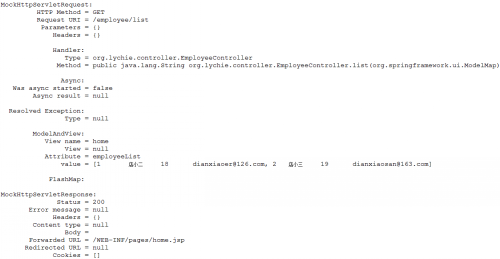 MockHttpServletRequest:
HTTP Method = GET
Request URI = /employee/list
Parameters = {}
Headers = {}
Handler:
Type = org.lychie.controller.EmployeeController
Method = public java.lang.String org.lychie.controller.EmployeeController.list(org.springframework.ui.ModelMap)
Async:
Was async started = false
Async result = null
Resolved Exception:
Type = null
ModelAndView:
View name = home
View = null
Attribute = employeeList
value = [1 店小二 18 dianxiaoer@126.com, 2 店小三 19 dianxiaosan@163.com]
FlashMap:
MockHttpServletResponse:
Status = 200
Error message = null
Headers = {}
Content type = null
Body =
Forwarded URL = /WEB-INF/pages/home.jsp
Redirected URL = null
Cookies = []